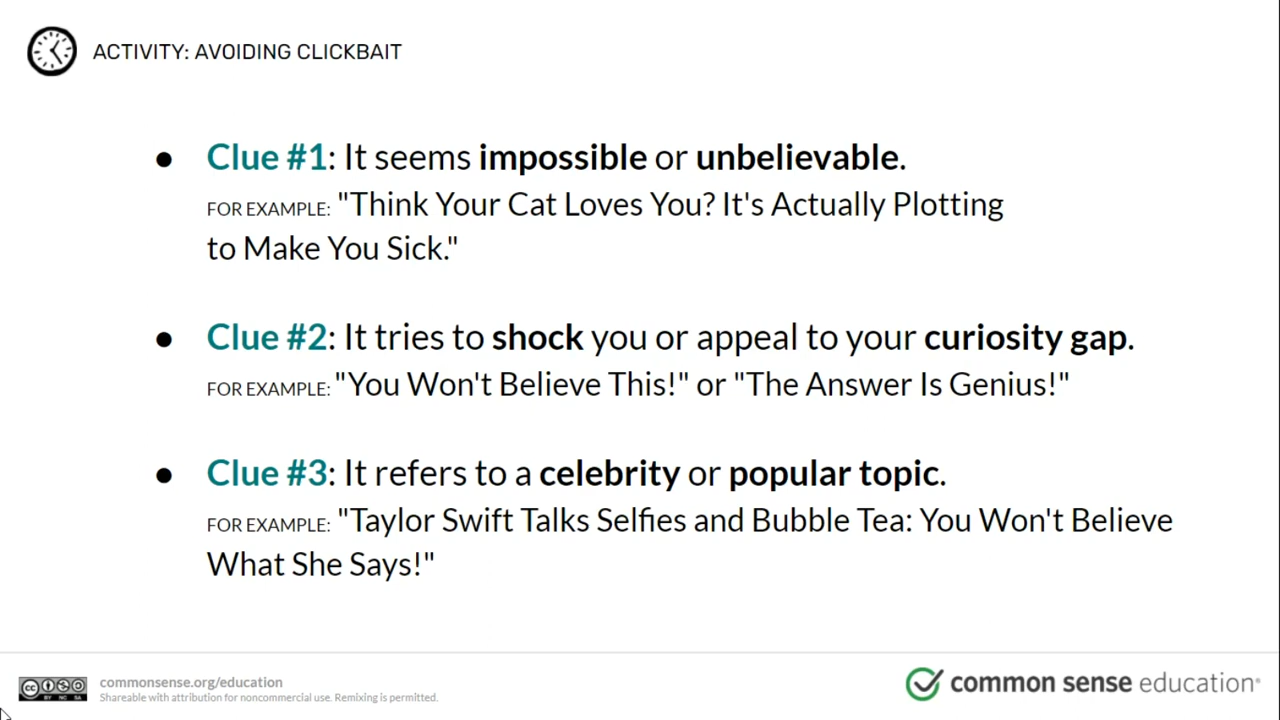 ACTIVITY: AVOIDING CLICKBAIT
● Clue #1: It seems impossible or unbelievable.
FOR EXAMPLE: "Think Your Cat Loves You? It's Actually Plotting
to Make You Sick."
● Clue #2: It tries to shock you or appeal to your curiosity gap.
FOR EXAMPLE: "You Won't Believe This!" or "The Answer Is Genius!"
● Clue #3: It refers to a celebrity or popular topic.
FOR EXAMPLE: "Taylor Swift Talks Selfies and Bubble Tea: You Won't Believe
What She Says!"
cc BY NC SA
commonsense.org/education
Shareable with attribution for noncommercial use. Remixing is permitted.
common sense education®